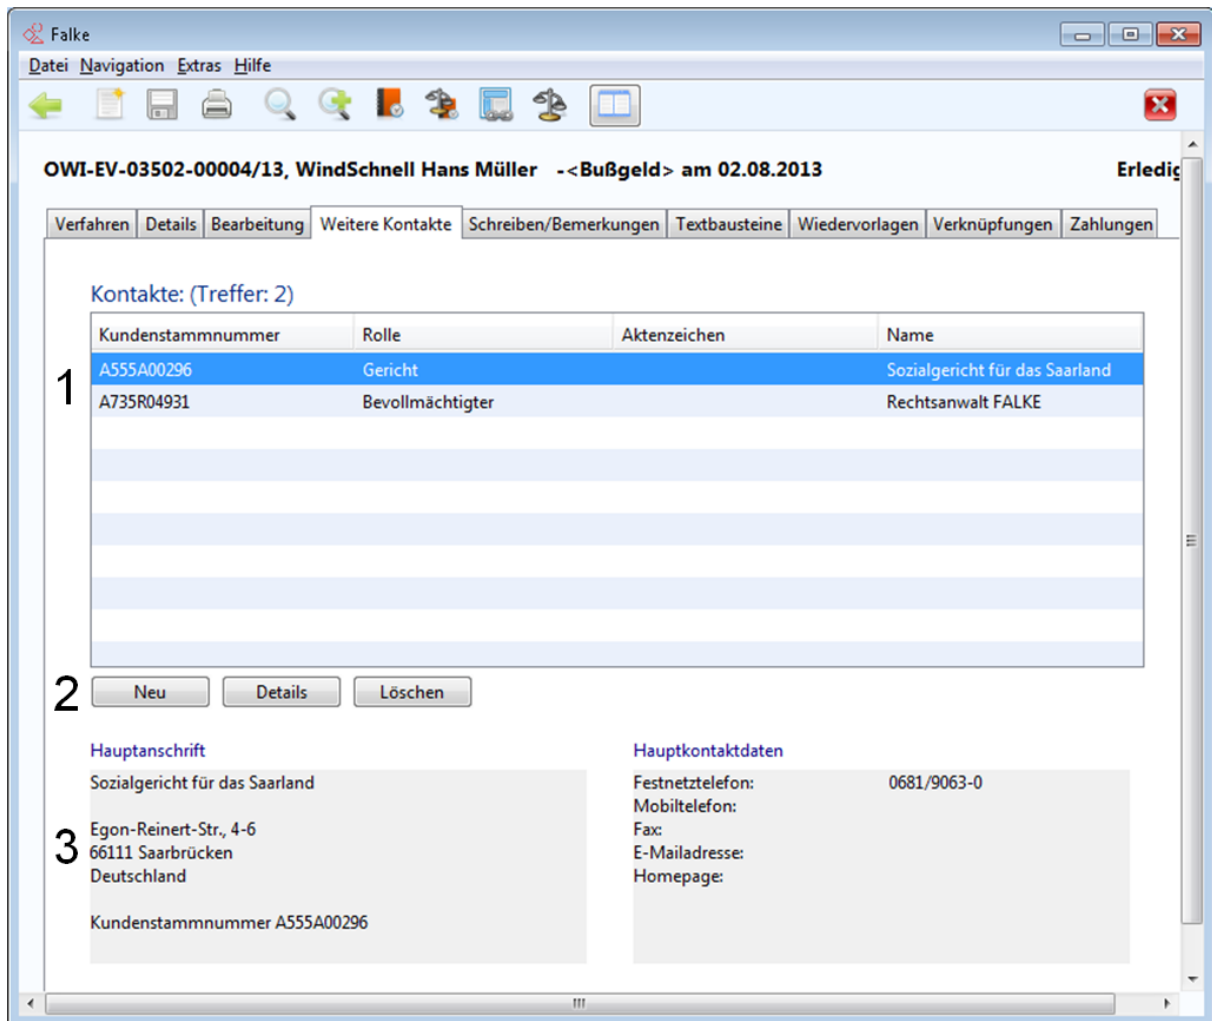 Falke
Datei Navigation Extras Hilfe
OWI-EV-03502-00004/13, WindSchnell Hans Müller -<Bußgeld> am 02.08.2013 Erledig
Verfahren Details Bearbeitung Weitere Kontakte Schreiben/Bemerkungen Textbausteine Wiedervorlagen Verknüpfungen Zahlungen
Kontakte: (Treffer: 2)
Kundenstammnummer Rolle Aktenzeichen Name
1
A555A00296 Gericht Sozialgericht für das Saarland
A735R04931 Bevollmächtigter Rechtsanwalt FALKE
2 Neu Details Löschen
Hauptanschrift Hauptkontaktdaten
Sozialgericht für das Saarland Festnetztelefon: 0681/9063-0
Mobiltelefon:
Egon-Reinert-Str., 4-6 Fax:
3 66111 Saarbrücken E-Mailadresse:
Deutschland Homepage:
Kundenstammnummer A555A00296